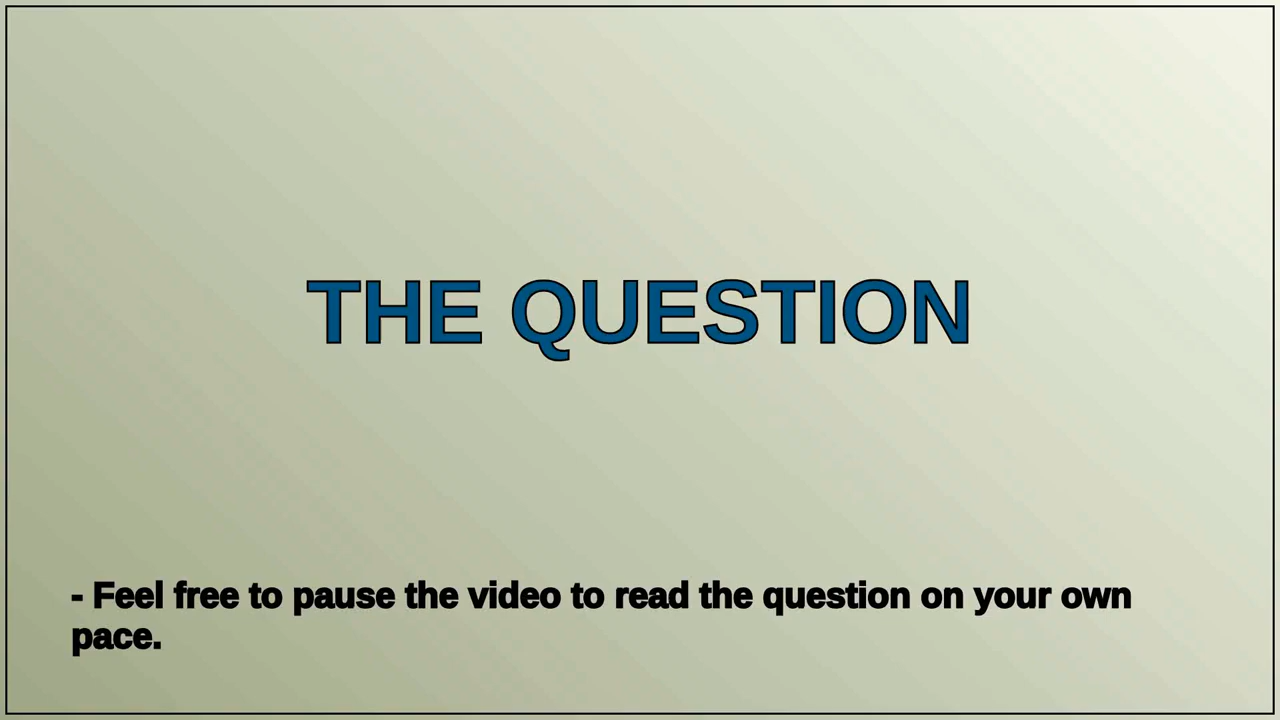 THE QUESTION
- Feel free to pause the video to read the question on your own
pace.